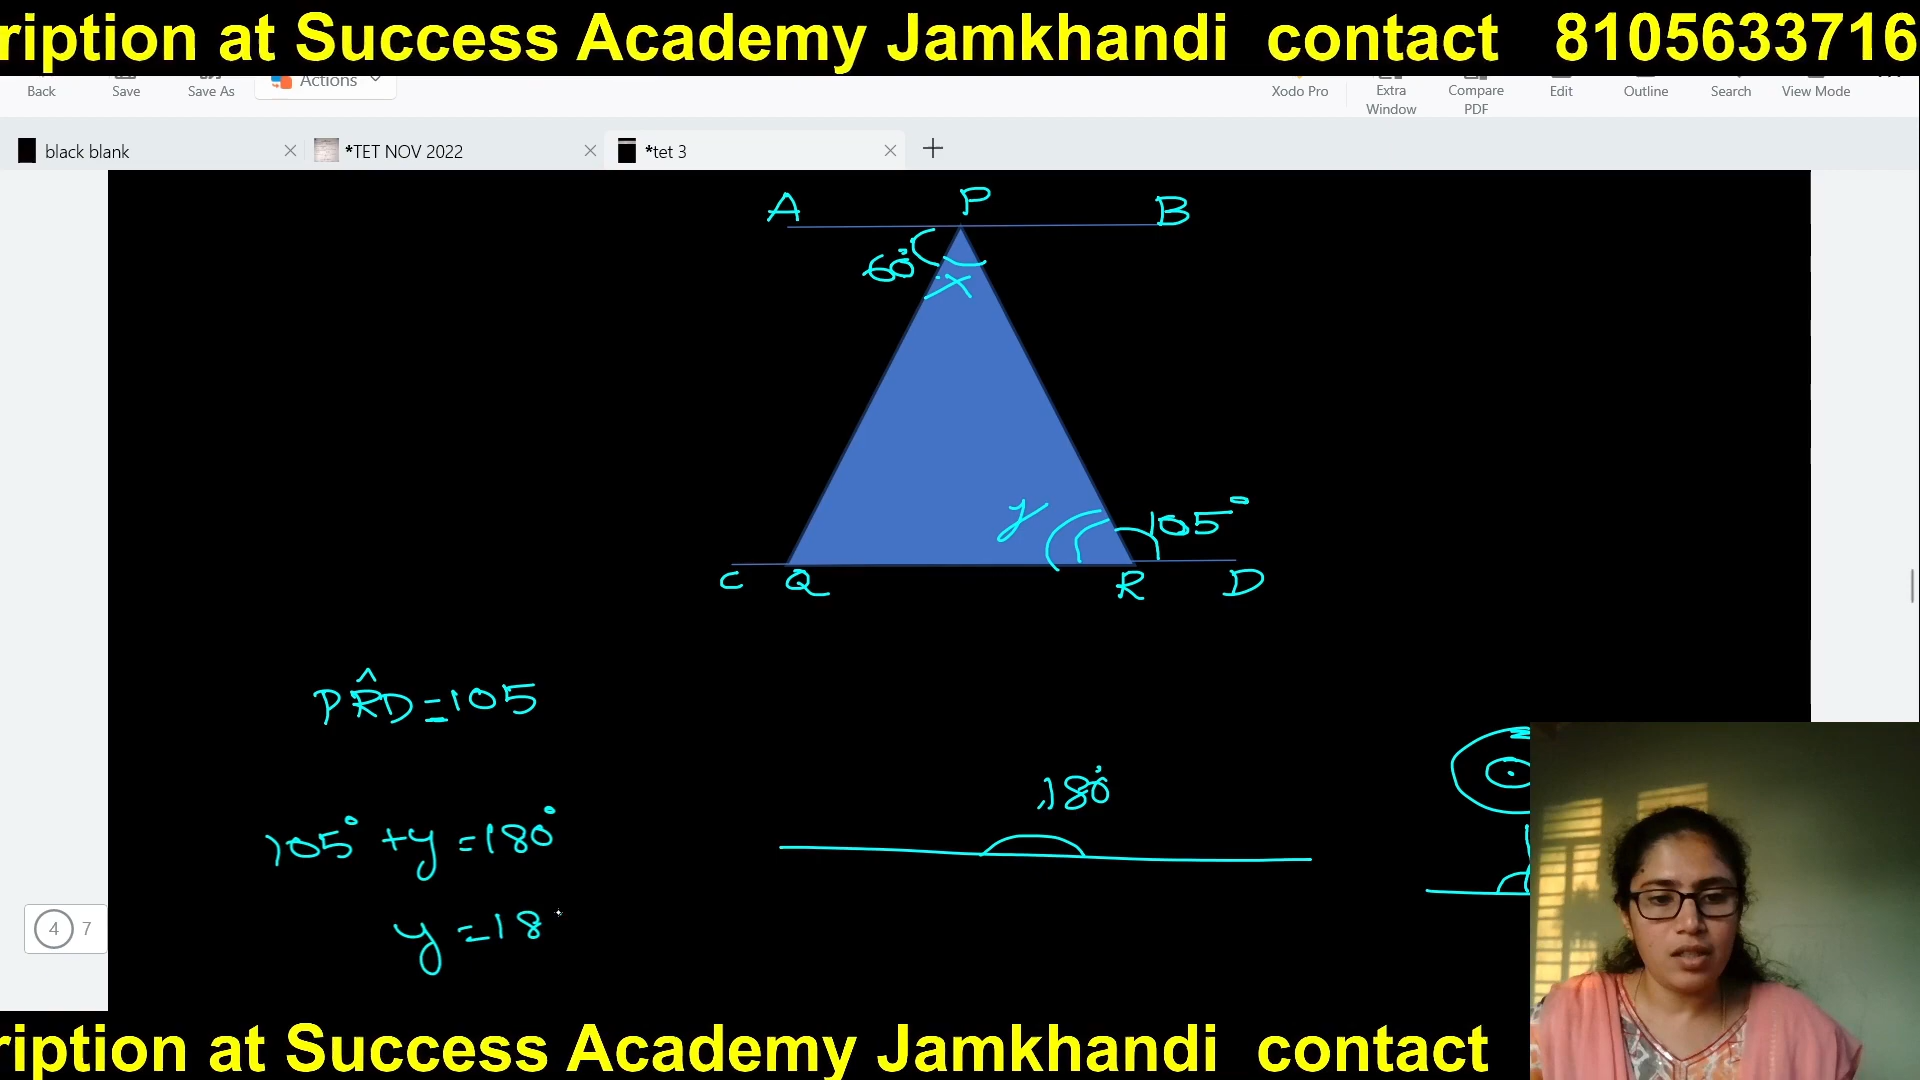 ription at Success Academy Jamkhandi contact 8105633716
Back Save Save As Actions Xodo Pro Extra Window Compare PDF Edit Outline Search View Mode
black blank *TET NOV 2022 *tet 3
A P B
60°
x
y 105°
C Q R D
PR̂D=105
180°
105° +y =180°
y =18
4 7
ription at Success Academy Jamkhandi contact